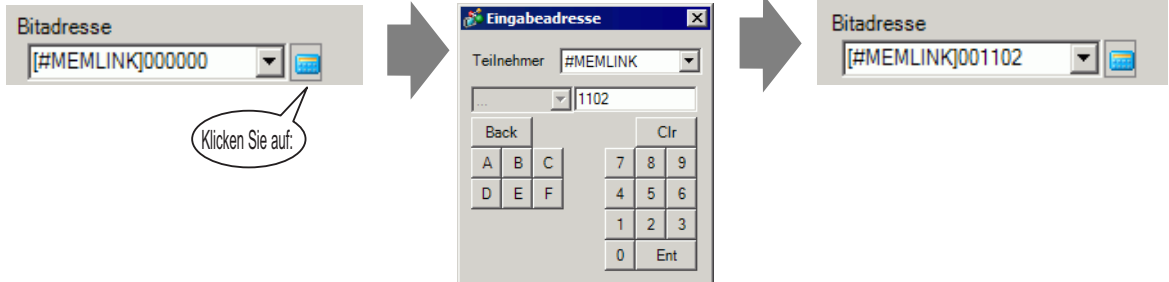 Bitadresse
[#MEMLINK]000000
Klicken Sie auf:
Eingabeadresse
Teilnehmer #MEMLINK
... 1102
Back Clr
A B C 7 8 9
D E F 4 5 6
1 2 3
0 Ent
Bitadresse
[#MEMLINK]001102